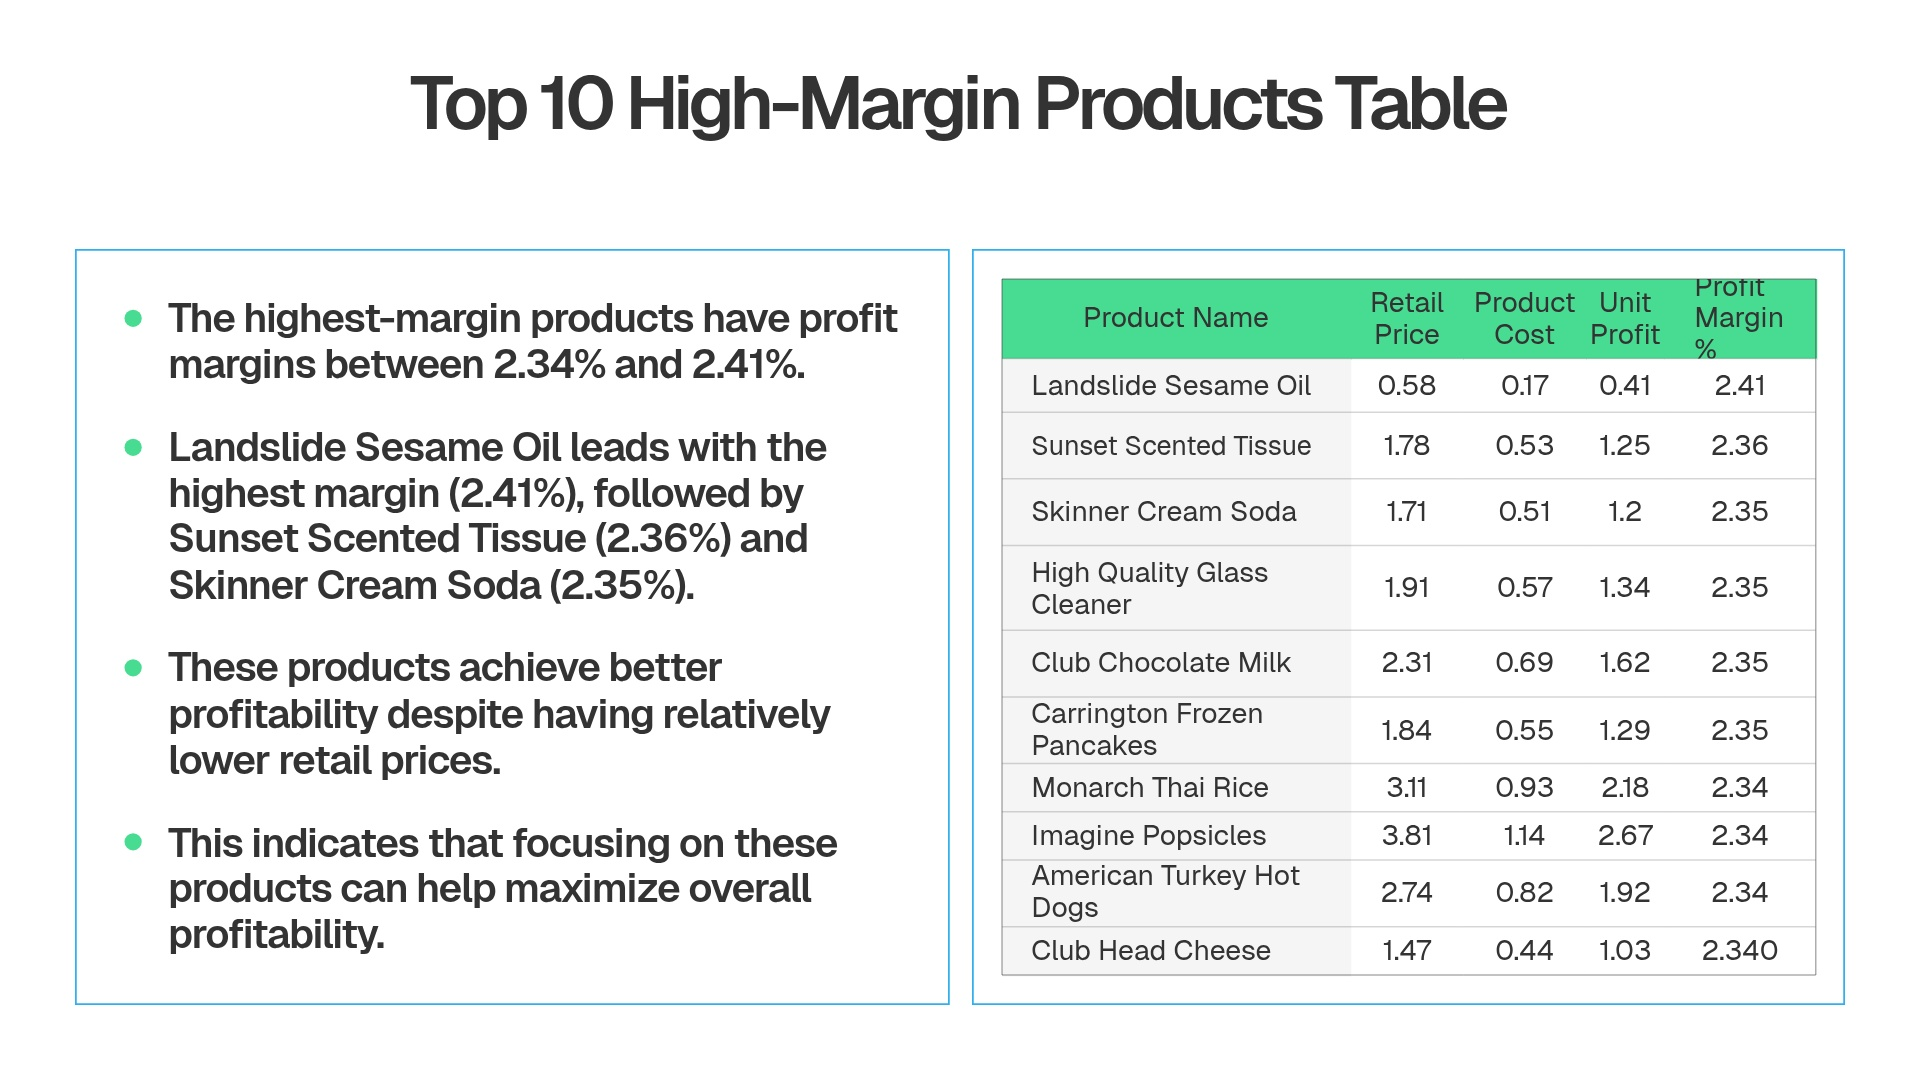 Top 10 High-Margin Products Table
The highest-margin products have profit
margins between 2.34% and 2.41%.
Landslide Sesame Oil leads with the
highest margin (2.41%), followed by
Sunset Scented Tissue (2.36%) and
Skinner Cream Soda (2.35%).
These products achieve better
profitability despite having relatively
lower retail prices.
This indicates that focusing on these
products can help maximize overall
profitability.
Product Name Retail Price Product Cost Unit Profit Profit Margin %
Landslide Sesame Oil 0.58 0.17 0.41 2.41
Sunset Scented Tissue 1.78 0.53 1.25 2.36
Skinner Cream Soda 1.71 0.51 1.2 2.35
High Quality Glass Cleaner 1.91 0.57 1.34 2.35
Club Chocolate Milk 2.31 0.69 1.62 2.35
Carrington Frozen Pancakes 1.84 0.55 1.29 2.35
Monarch Thai Rice 3.11 0.93 2.18 2.34
Imagine Popsicles 3.81 1.14 2.67 2.34
American Turkey Hot Dogs 2.74 0.82 1.92 2.34
Club Head Cheese 1.47 0.44 1.03 2.340